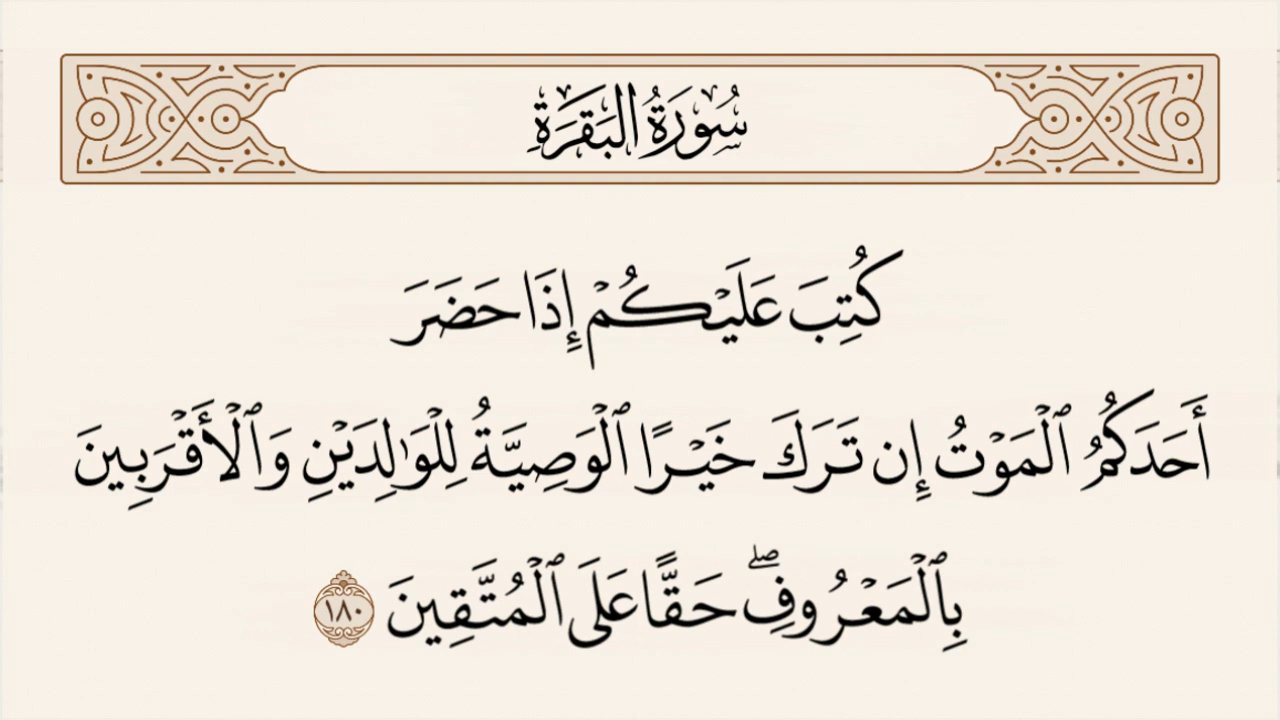 سُورَةُ البَقَرَةِ
كُتِبَ عَلَيْكُمْ إِذَا حَضَرَ
أَحَدَكُمُ ٱلْمَوْتُ إِن تَرَكَ خَيْرًا ٱلْوَصِيَّةُ لِلْوَٰلِدَيْنِ وَٱلْأَقْرَبِينَ
بِٱلْمَعْرُوفِ ۖ حَقًّا عَلَى ٱلْمُتَّقِينَ ١٨٠